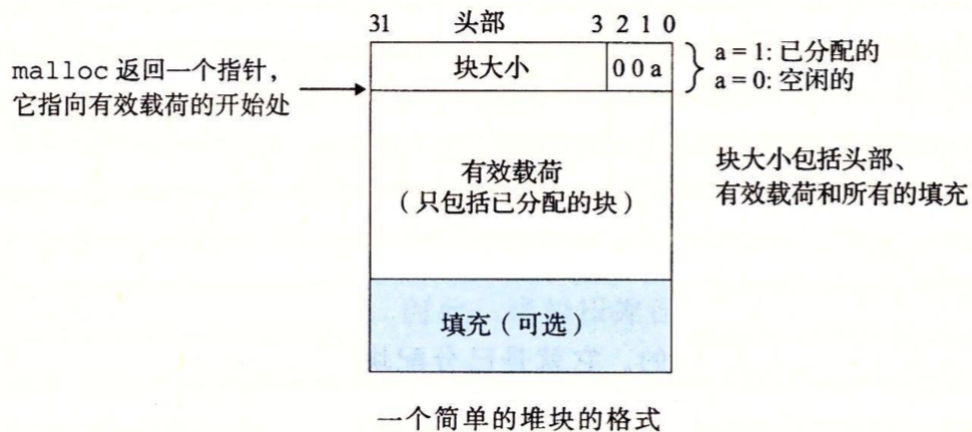 31 头部 3 2 1 0
malloc 返回一个指针，
它指向有效载荷的开始处
块大小
0 0 a
a = 1: 已分配的
a = 0: 空闲的
有效载荷
（只包括已分配的块）
块大小包括头部、
有效载荷和所有的填充
填充（可选）
一个简单的堆块的格式